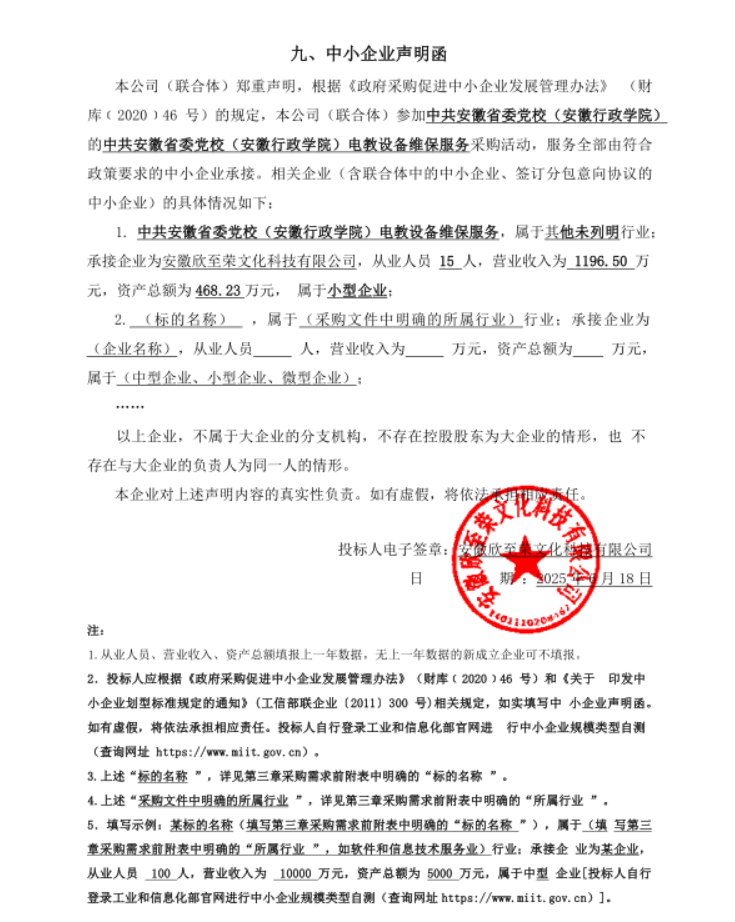 九、中小企业声明函
本公司（联合体）郑重声明，根据《政府采购促进中小企业发展管理办法》 （财
库﹝2020﹞46 号）的规定，本公司（联合体）参加中共安徽省委党校（安徽行政学院）
的中共安徽省委党校（安徽行政学院）电教设备维保服务采购活动，服务全部由符合
政策要求的中小企业承接。相关企业（含联合体中的中小企业、签订分包意向协议的
中小企业）的具体情况如下：
1. 中共安徽省委党校（安徽行政学院）电教设备维保服务，属于其他未列明行业；
承接企业为安徽欣至荣文化科技有限公司，从业人员 15 人，营业收入为 1196.50 万
元，资产总额为 468.23 万元， 属于小型企业；
2. （标的名称） ，属于（采购文件中明确的所属行业）行业；承接企业为
（企业名称），从业人员____ 人，营业收入为____ 万元，资产总额为____ 万元，
属于（中型企业、小型企业、微型企业）；
……
以上企业，不属于大企业的分支机构，不存在控股股东为大企业的情形，也 不
存在与大企业的负责人为同一人的情形。
本企业对上述声明内容的真实性负责。如有虚假，将依法承担相应责任。
投标人电子签章：安徽欣至荣文化科技有限公司
日 期：2025 年 6 月 18 日
安徽欣至荣文化科技有限公司
注：
1.从业人员、营业收入、资产总额填报上一年数据，无上一年数据的新成立企业可不填报。
2. 投标人应根据《政府采购促进中小企业发展管理办法》（财库﹝2020﹞46 号）和《关于 印发中
小企业划型标准规定的通知》（工信部联企业〔2011〕300 号)相关规定，如实填写中 小企业声明函。
如有虚假，将依法承担相应责任。投标人自行登录工业和信息化部官网进 行中小企业规模类型自测
（查询网址 https://www.miit.gov.cn）。
3.上述“标的名称 ”，详见第三章采购需求前附表中明确的“标的名称 ”。
4.上述“采购文件中明确的所属行业 ”，详见第三章采购需求前附表中明确的“所属行业 ”。
5. 填写示例：某标的名称（填写第三章采购需求前附表中明确的“标的名称 ”），属于（填 写第三
章采购需求前附表中明确的“所属行业 ”，如软件和信息技术服务业）行业；承接企 业为某企业，
从业人员 100 人，营业收入为 10000 万元，资产总额为 5000 万元，属于中型 企业[投标人自行
登录工业和信息化部官网进行中小企业规模类型自测（查询网址 https://www.miit.gov.cn）]。